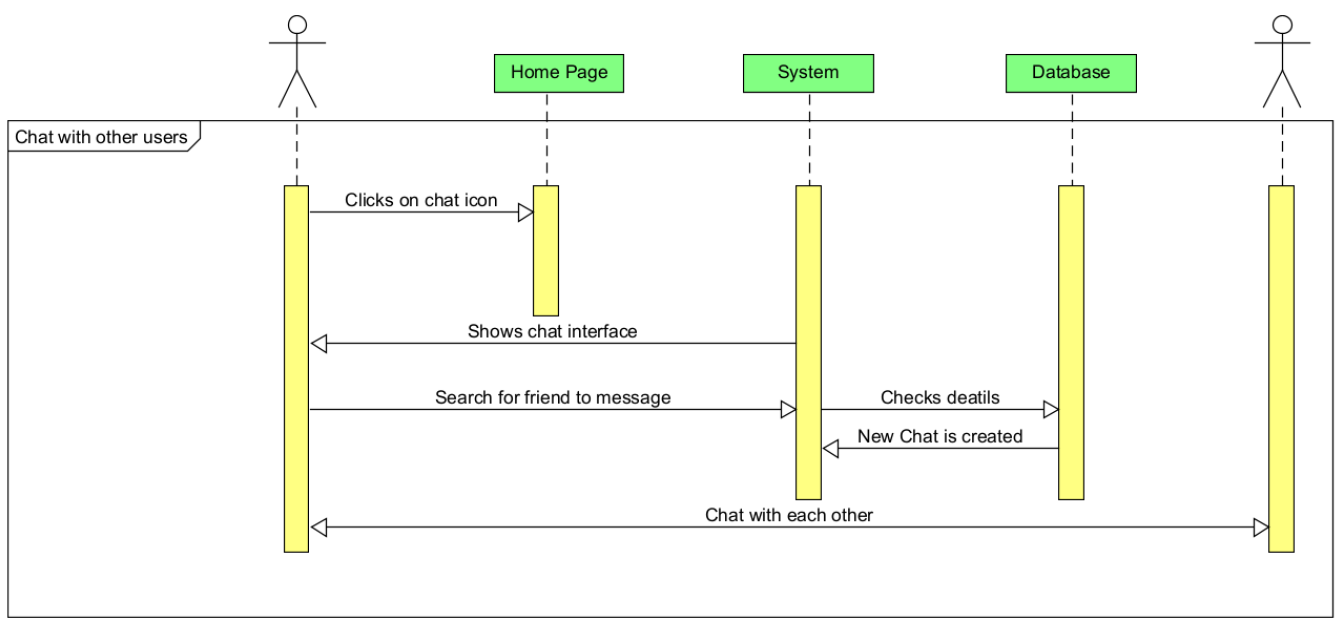 Home Page
System
Database
Chat with other users
Clicks on chat icon
Shows chat interface
Search for friend to message
Checks deatils
New Chat is created
Chat with each other